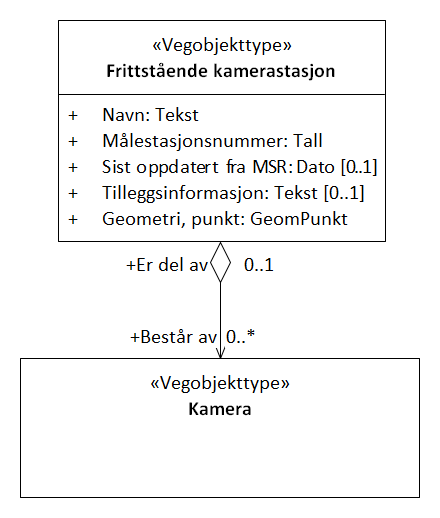 «Vegobjekttype»
Frittstående kamerastasjon
+ Navn: Tekst
+ Målestasjonsnummer: Tall
+ Sist oppdatert fra MSR: Dato [0..1]
+ Tilleggsinformasjon: Tekst [0..1]
+ Geometri, punkt: GeomPunkt
+Er del av 0..1
+Består av 0..*
«Vegobjekttype»
Kamera